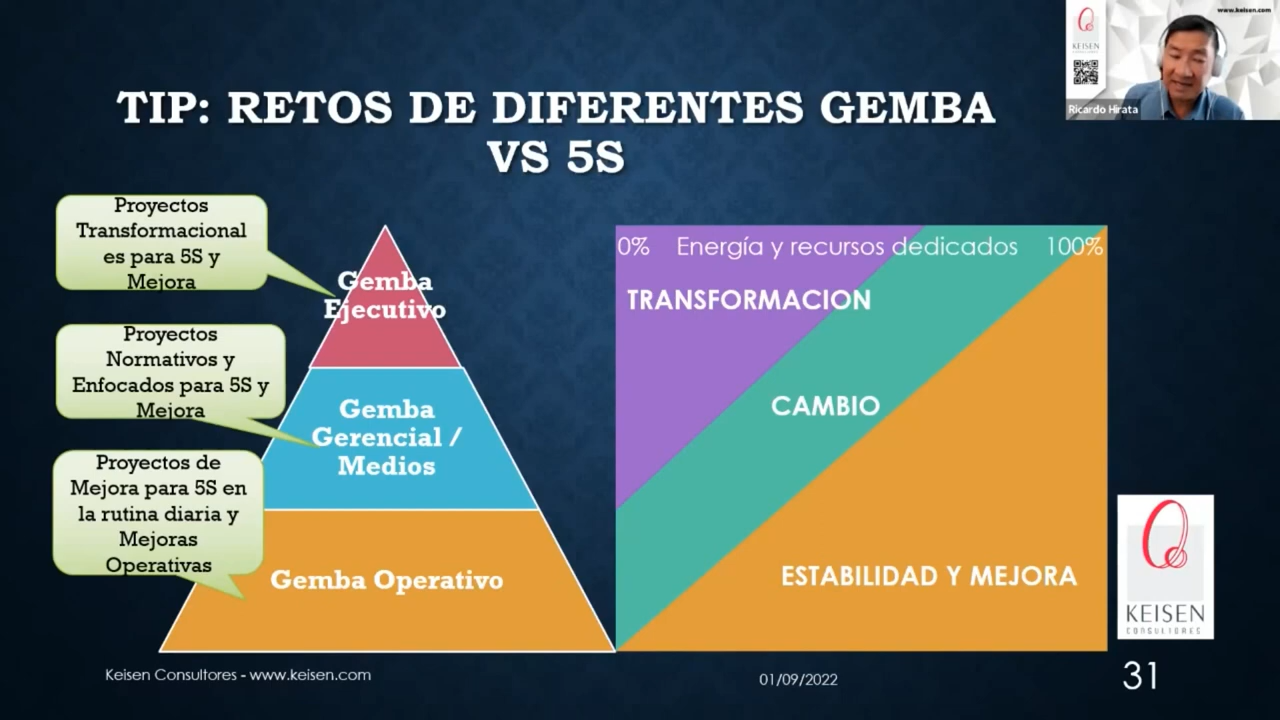 www.keisen.com
KEISEN
Ricardo Hirata
TIP: RETOS DE DIFERENTES GEMBA
VS 5S
Proyectos
Transformacional
es para 5S y
Mejora
Gemba
Ejecutivo
Proyectos
Normativos y
Enfocados para 5S y
Mejora
Gemba
Gerencial /
Medios
Proyectos de
Mejora para 5S en
la rutina diaria y
Mejoras
Operativas
Gemba Operativo
0% Energía y recursos dedicados 100%
TRANSFORMACION
CAMBIO
ESTABILIDAD Y MEJORA
KEISEN
CONSULTORES
Keisen Consultores - www.keisen.com
01/09/2022
31